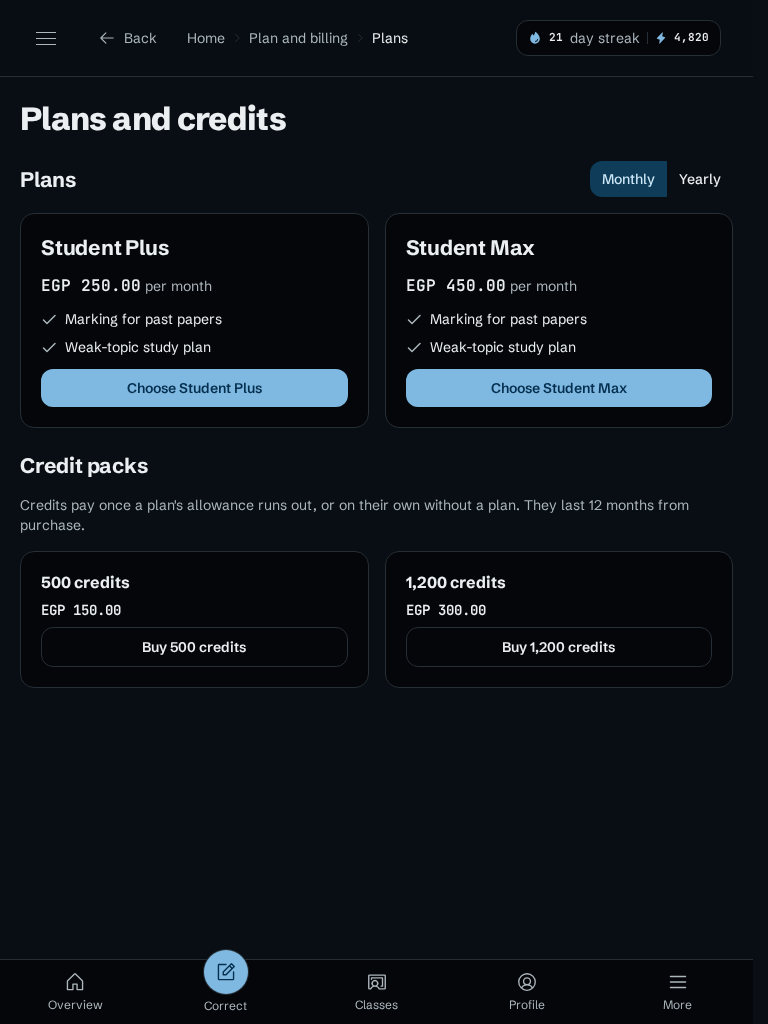 Back
Home
Plan and billing
Plans
21 day streak
4,820
Plans and credits
Plans
Monthly
Yearly
Student Plus
EGP 250.00 per month
Marking for past papers
Weak-topic study plan
Choose Student Plus
Student Max
EGP 450.00 per month
Marking for past papers
Weak-topic study plan
Choose Student Max
Credit packs
Credits pay once a plan's allowance runs out, or on their own without a plan. They last 12 months from
purchase.
500 credits
EGP 150.00
Buy 500 credits
1,200 credits
EGP 300.00
Buy 1,200 credits
Overview
Correct
Classes
Profile
More